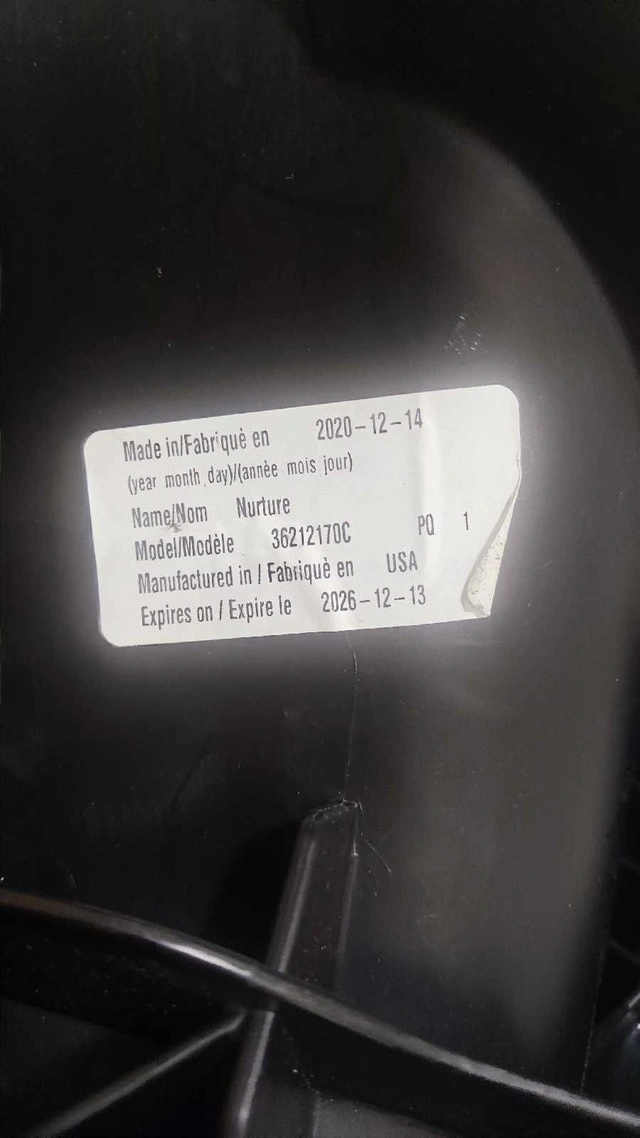 Made in/Fabriquè en 2020-12-14
(year month day)/(annèe mois jour)
Name/Nom Nurture
Model/Modèle 36212170C PQ 1
Manufactured in / Fabriquè en USA
Expires on / Expire le 2026-12-13